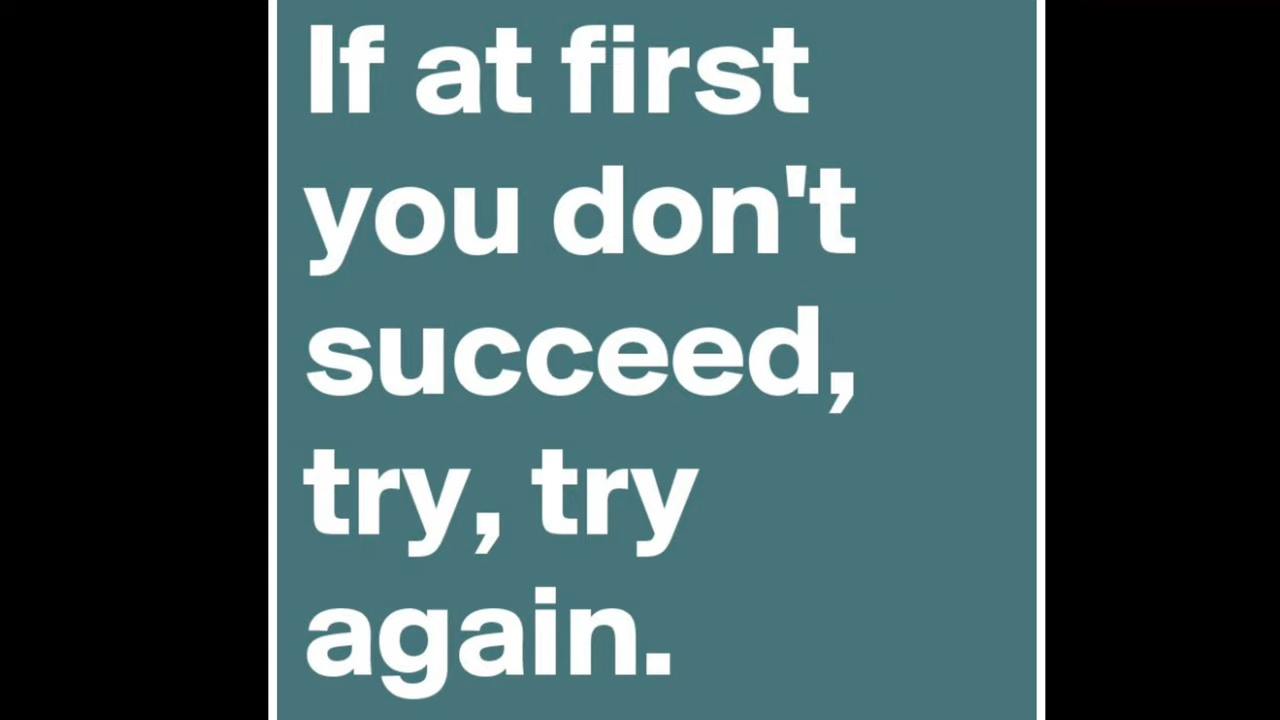 If at first
you don't
succeed,
try, try
again.